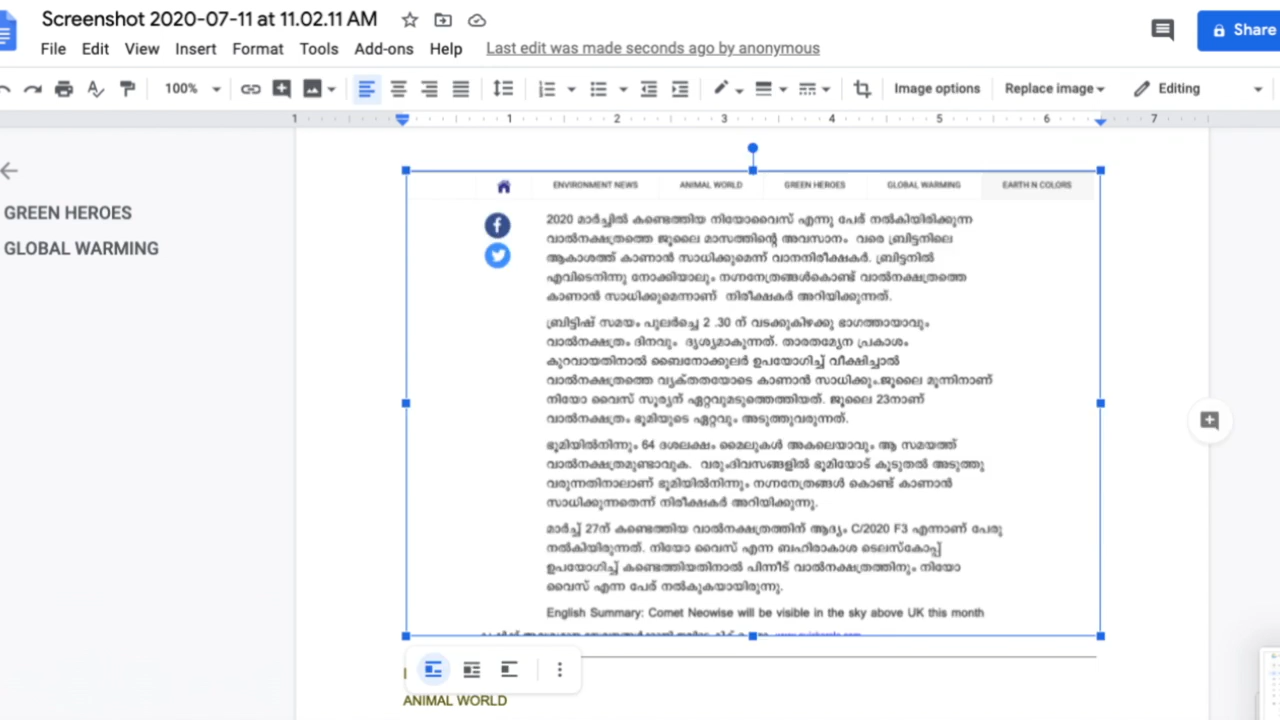 Screenshot 2020-07-11 at 11.02.11 AM
File Edit View Insert Format Tools Add-ons Help Last edit was made seconds ago by anonymous
Share
100% Image options Replace image Editing
1 1 2 3 4 5 6 7
GREEN HEROES
GLOBAL WARMING
ENVIRONMENT NEWS ANIMAL WORLD GREEN HEROES GLOBAL WARMING EARTH N COLORS
2020 മാർച്ചിൽ കണ്ടെത്തിയ നിയോവൈസ് എന്നു പേര് നൽകിയിരിക്കുന്ന
വാൽനക്ഷത്രത്തെ ജൂലൈ മാസത്തിന്റെ അവസാനം വരെ ബ്രിട്ടനിലെ
ആകാശത്ത് കാണാൻ സാധിക്കുമെന്ന് വാനനിരീക്ഷകർ. ബ്രിട്ടനിൽ
എവിടെനിന്നു നോക്കിയാലും നഗ്നനേത്രങ്ങൾകൊണ്ട് വാൽനക്ഷത്രത്തെ
കാണാൻ സാധിക്കുമെന്നാണ് നിരീക്ഷകർ അറിയിക്കുന്നത്.
ബ്രിട്ടിഷ് സമയം പുലർച്ചെ 2 .30 ന് വടക്കുകിഴക്കു ഭാഗത്തായാവും
വാൽനക്ഷത്രം ദിനവും ദൃശ്യമാകുന്നത്. താരതമ്യേന പ്രകാശം
കുറവായതിനാൽ ബൈനോക്കുലർ ഉപയോഗിച്ച് വീക്ഷിച്ചാൽ
വാൽനക്ഷത്രത്തെ വ്യക്തതയോടെ കാണാൻ സാധിക്കും.ജൂലൈ മൂന്നിനാണ്
നിയോ വൈസ് സൂര്യന് ഏറ്റവുമടുത്തെത്തിയത്. ജൂലൈ 23നാണ്
വാൽനക്ഷത്രം ഭൂമിയുടെ ഏറ്റവും അടുത്തുവരുന്നത്.
ഭൂമിയിൽനിന്നും 64 ദശലക്ഷം മൈലുകൾ അകലെയാവും ആ സമയത്ത്
വാൽനക്ഷത്രമുണ്ടാവുക. വരുംദിവസങ്ങളിൽ ഭൂമിയോട് കൂടുതൽ അടുത്തു
വരുന്നതിനാലാണ് ഭൂമിയിൽനിന്നും നഗ്നനേത്രങ്ങൾ കൊണ്ട് കാണാൻ
സാധിക്കുന്നതെന്ന് നിരീക്ഷകർ അറിയിക്കുന്നു.
മാർച്ച് 27ന് കണ്ടെത്തിയ വാൽനക്ഷത്രത്തിന് ആദ്യം C/2020 F3 എന്നാണ് പേരു
നൽകിയിരുന്നത്. നിയോ വൈസ് എന്ന ബഹിരാകാശ ടെലസ്കോപ്പ്
ഉപയോഗിച്ച് കണ്ടെത്തിയതിനാൽ പിന്നീട് വാൽനക്ഷത്രത്തിനും നിയോ
വൈസ് എന്ന പേര് നൽകുകയായിരുന്നു.
English Summary: Comet Neowise will be visible in the sky above UK this month
ANIMAL WORLD